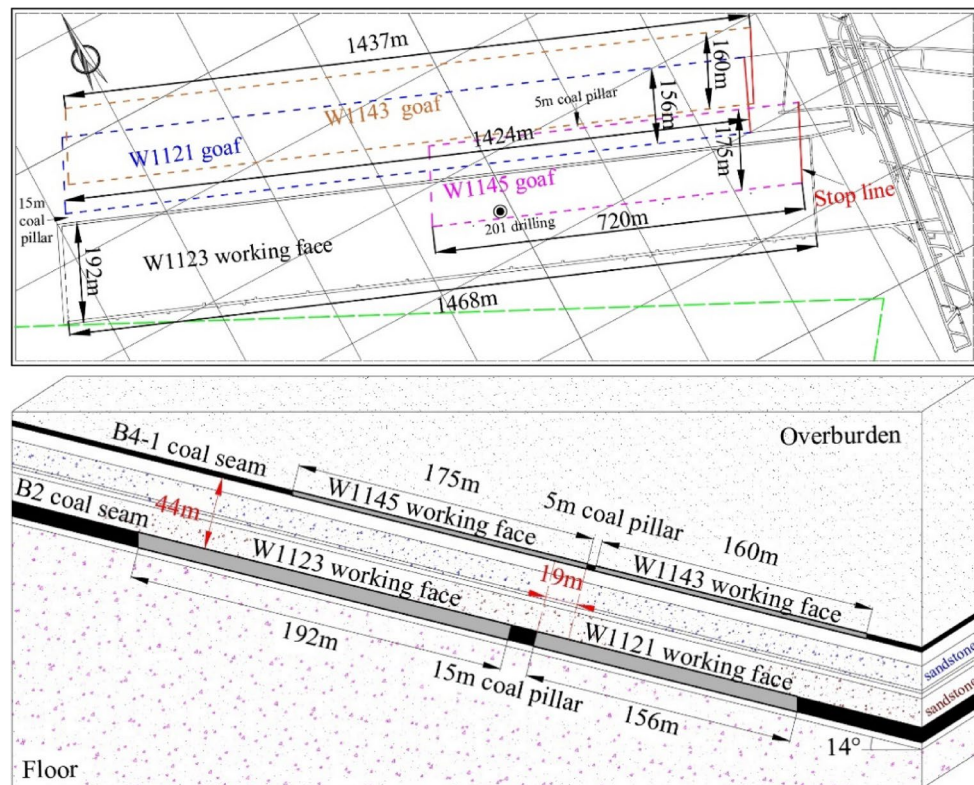 1437m
160m
W1143 goaf
5m coal pillar
156m
W1121 goaf
1424m
175m
W1145 goaf
15m
coal
pillar
Stop line
201 drilling
720m
W1123 working face
192m
1468m
Overburden
B4-1 coal seam
175m
5m coal pillar
W1145 working face
160m
B2 coal seam
44m
W1143 working face
W1123 working face
19m
192m
W1121 working face
sandstone
15m coal pillar
sandstone
156m
14°
Floor